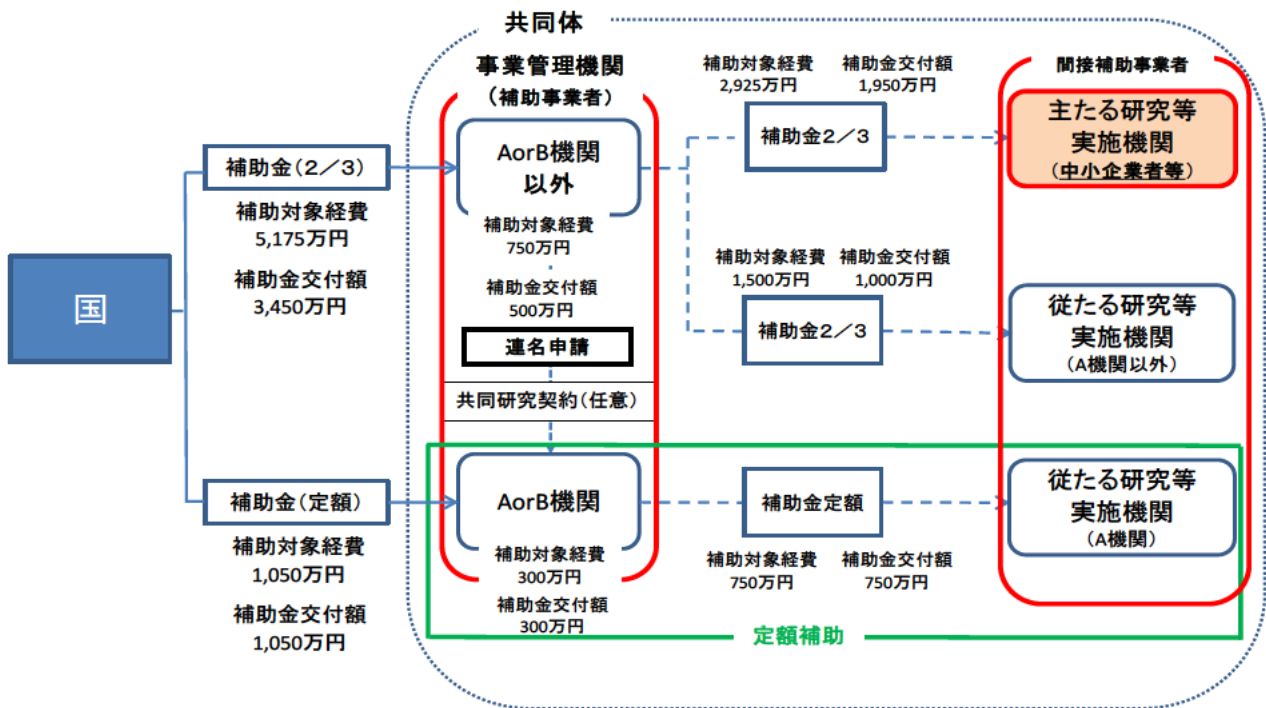 共同体
事業管理機関
（補助事業者）
補助対象経費
2,925万円
補助金交付額
1,950万円
間接補助事業者
主たる研究等
実施機関
（中小企業者等）
補助金2／3
AorB機関
以外
補助金（2／3）
補助対象経費
5,175万円
補助金交付額
3,450万円
国
補助対象経費
750万円
補助金交付額
500万円
連名申請
共同研究契約（任意）
補助対象経費
1,500万円
補助金交付額
1,000万円
補助金2／3
従たる研究等
実施機関
（A機関以外）
補助金（定額）
補助対象経費
1,050万円
補助金交付額
1,050万円
AorB機関
補助対象経費
300万円
補助金交付額
300万円
補助金定額
補助対象経費
750万円
補助金交付額
750万円
従たる研究等
実施機関
（A機関）
定額補助